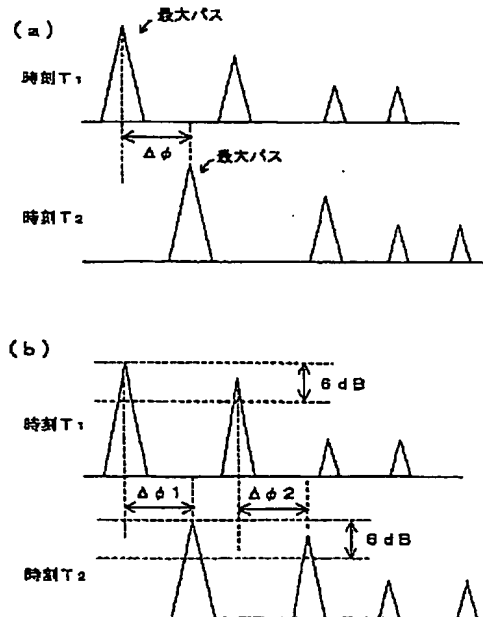 (a)
最大パス
時刻T1
Δφ
最大パス
時刻T2
(b)
6dB
時刻T1
Δφ1
Δφ2
6dB
時刻T2